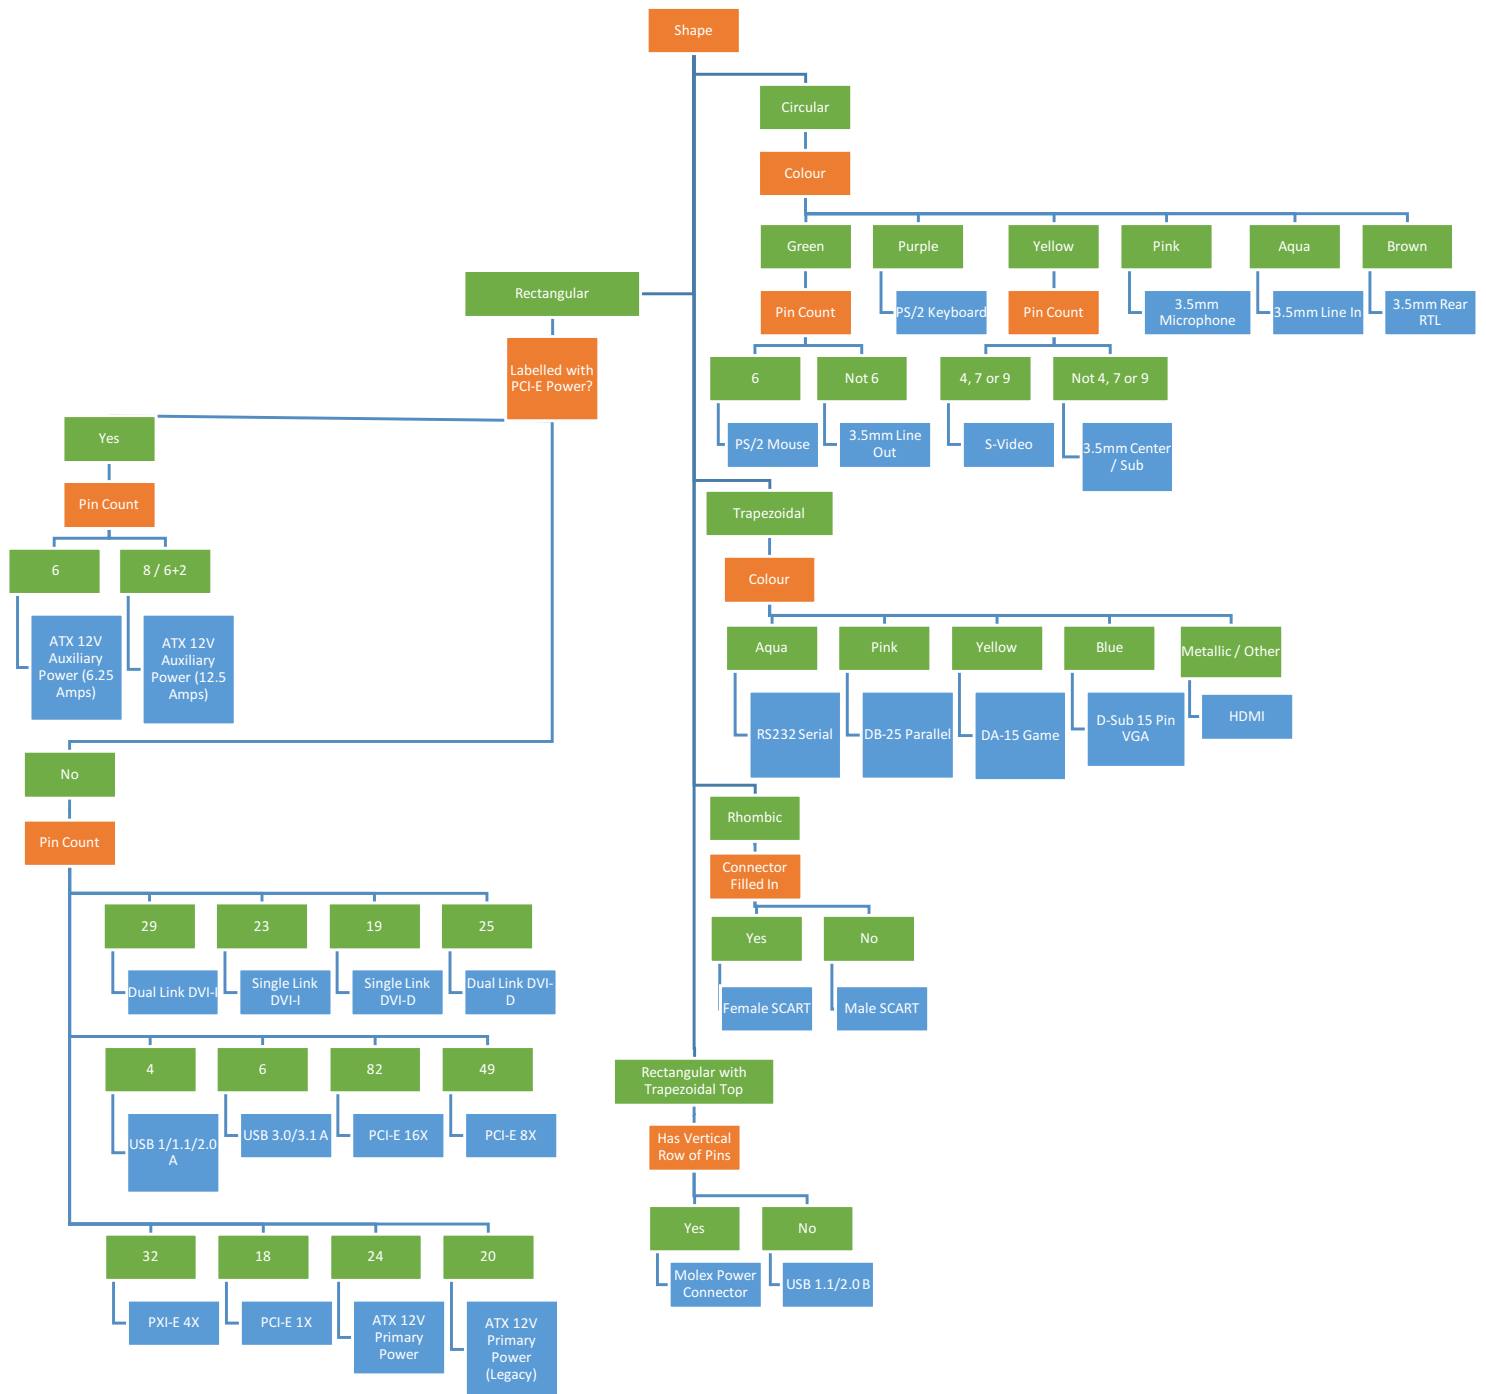 Shape
Circular
Colour
Green
Purple
Yellow
Pink
Aqua
Brown
Pin Count
PS/2 Keyboard
Pin Count
3.5mm
Microphone
3.5mm Line In
3.5mm Rear
RTL
6
Not 6
4, 7 or 9
Not 4, 7 or 9
PS/2 Mouse
3.5mm Line
Out
S-Video
3.5mm Center
/ Sub
Rectangular
Labelled with
PCI-E Power?
Yes
Pin Count
6
8 / 6+2
ATX 12V
Auxiliary
Power (6.25
Amps)
ATX 12V
Auxiliary
Power (12.5
Amps)
No
Pin Count
29
23
19
25
Dual Link DVI-I
Single Link
DVI-I
Single Link
DVI-D
Dual Link DVI-
D
4
6
82
49
USB 1/1.1/2.0
A
USB 3.0/3.1 A
PCI-E 16X
PCI-E 8X
32
18
24
20
PXI-E 4X
PCI-E 1X
ATX 12V
Primary
Power
ATX 12V
Primary
Power
(Legacy)
Trapezoidal
Colour
Aqua
Pink
Yellow
Blue
Metallic / Other
RS232 Serial
DB-25 Parallel
DA-15 Game
D-Sub 15 Pin
VGA
HDMI
Rhombic
Connector
Filled In
Yes
No
Female SCART
Male SCART
Rectangular with
Trapezoidal Top
Has Vertical
Row of Pins
Yes
No
Molex Power
Connector
USB 1.1/2.0 B